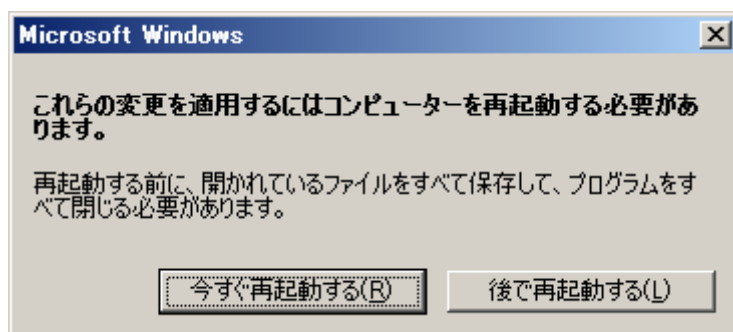 Microsoft Windows
これらの変更を適用するにはコンピューターを再起動する必要があ
ります。
再起動する前に、開かれているファイルをすべて保存して、プログラムをす
べて閉じる必要があります。
今すぐ再起動する(R)
後で再起動する(L)